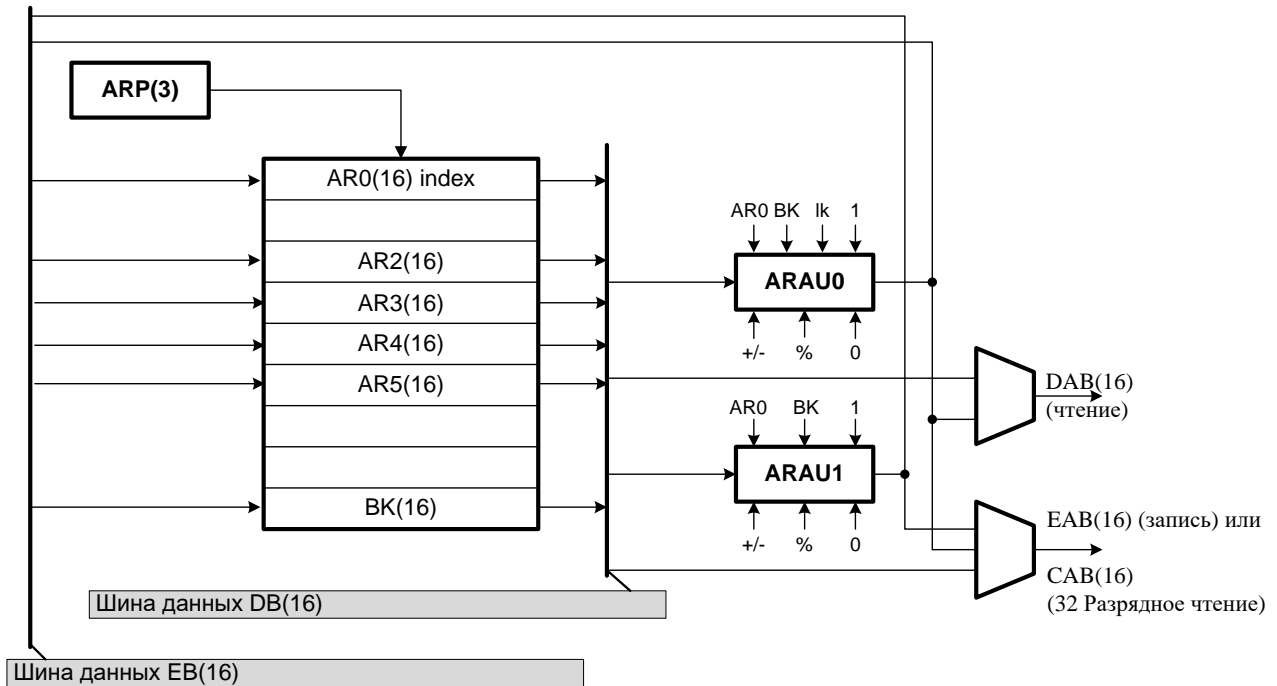 ARP(3)
AR0(16) index
AR2(16)
AR3(16)
AR4(16)
AR5(16)
BK(16)
AR0 BK lk 1
ARAU0
+/- % 0
AR0 BK 1
ARAU1
+/- % 0
DAB(16)
(чтение)
EAB(16) (запись) или
CAB(16)
(32 Разрядное чтение)
Шина данных DB(16)
Шина данных EB(16)